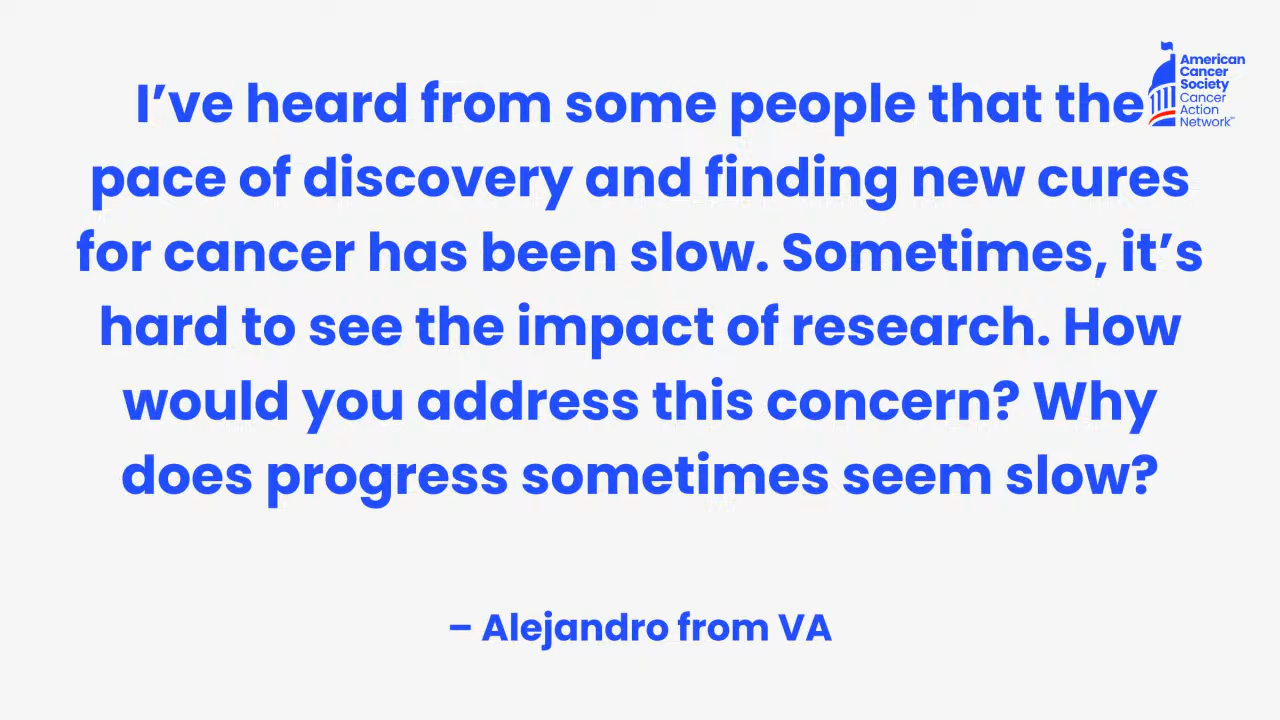 I’ve heard from some people that the
pace of discovery and finding new cures
for cancer has been slow. Sometimes, it’s
hard to see the impact of research. How
would you address this concern? Why
does progress sometimes seem slow?
– Alejandro from VA
American
Cancer
Society
Cancer
Action
Network™